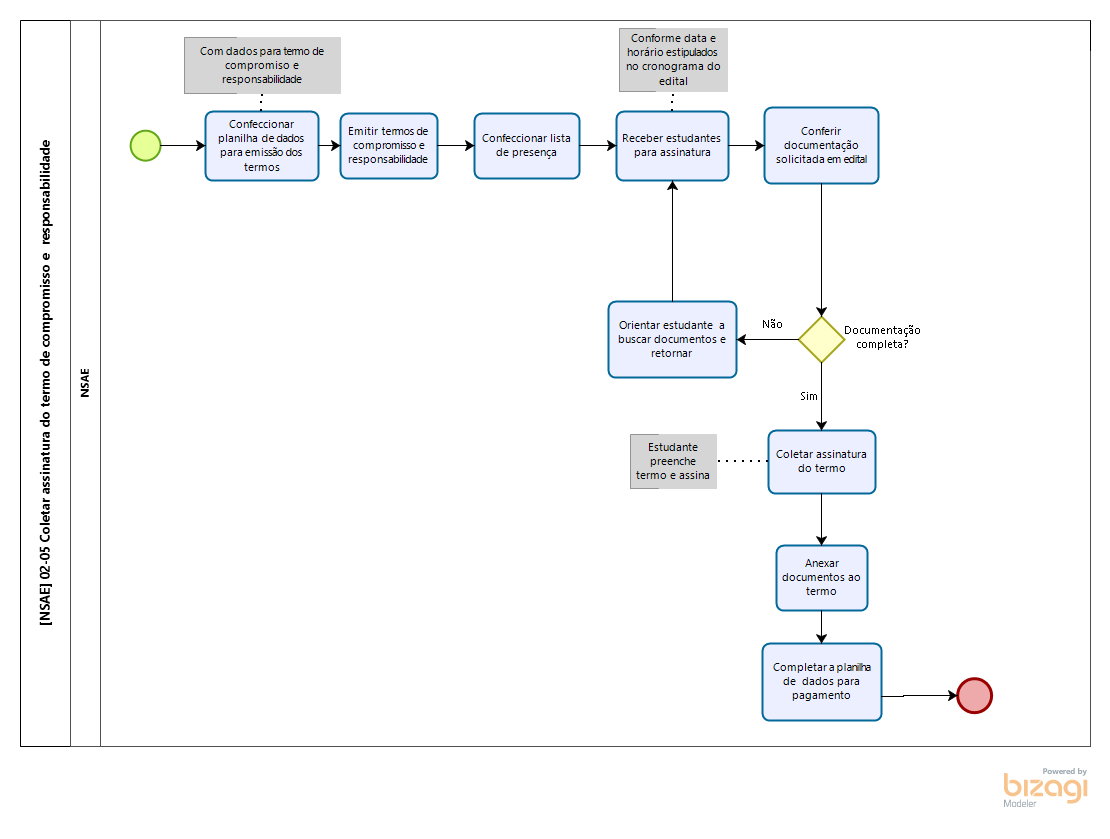 [NSAE] 02-05 Coletar assinatura do termo de compromisso e responsabilidade
NSAE
Com dados para termo de
compromisso e
responsabilidade
Conforme data e
horário estipulados
no cronograma do
edital
Confeccionar
planilha de dados
para emissão dos
termos
Emitir temos de
compromisso e
responsabilidade
Confeccionar lista
de presença
Receber estudantes
para assinatura
Conferir
documentação
solicitada em edital
Orientar estudante a
buscar documentos e
retornar
Não
Documentação
completa?
Sim
Estudante
preenche
termo e assina
Coletar assinatura
do termo
Anexar
documentos ao
termo
Completar a planilha
de dados para
pagamento
Powered by
bizagi
Modeler